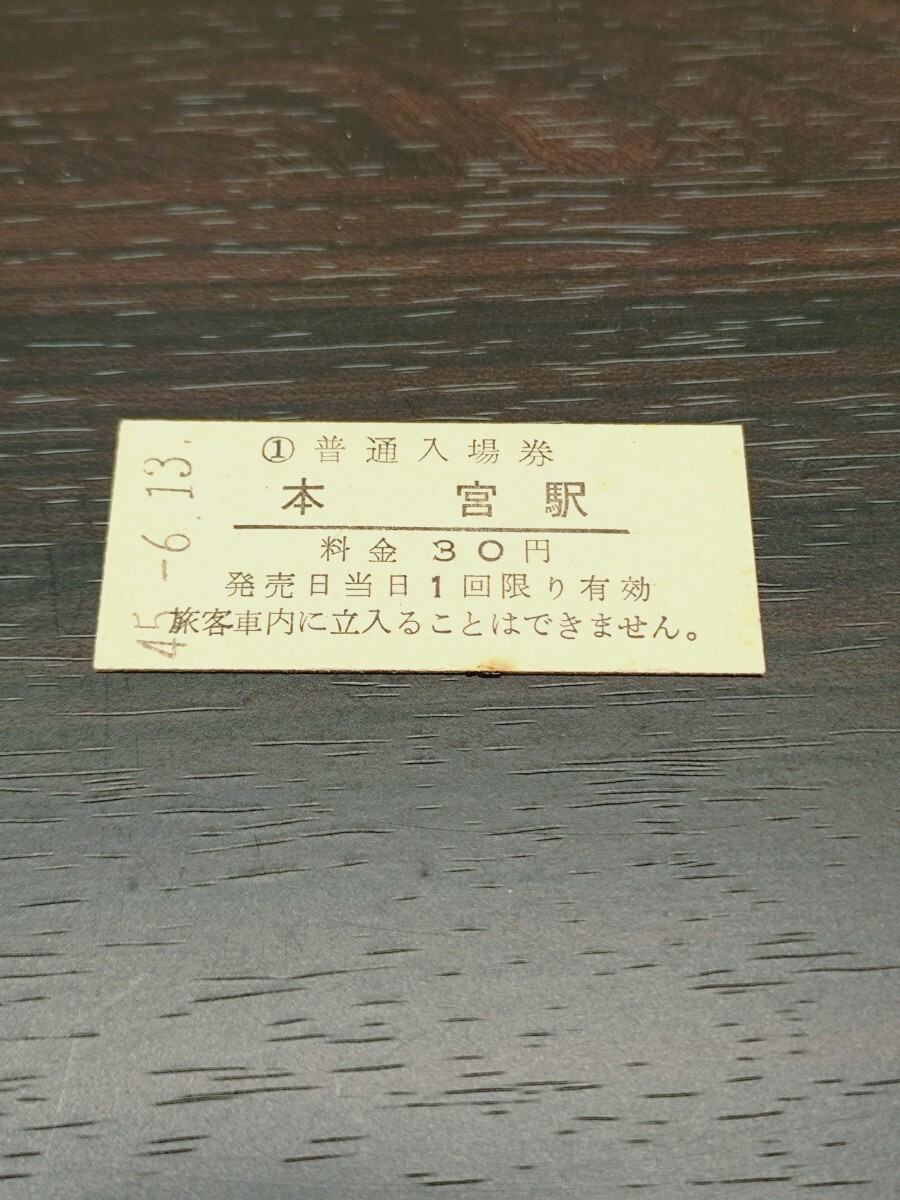 ①普通入場券
本宮駅
料金 30円
発売日当日1回限り有効
旅客車内に立入ることはできません。
45.-6.13.